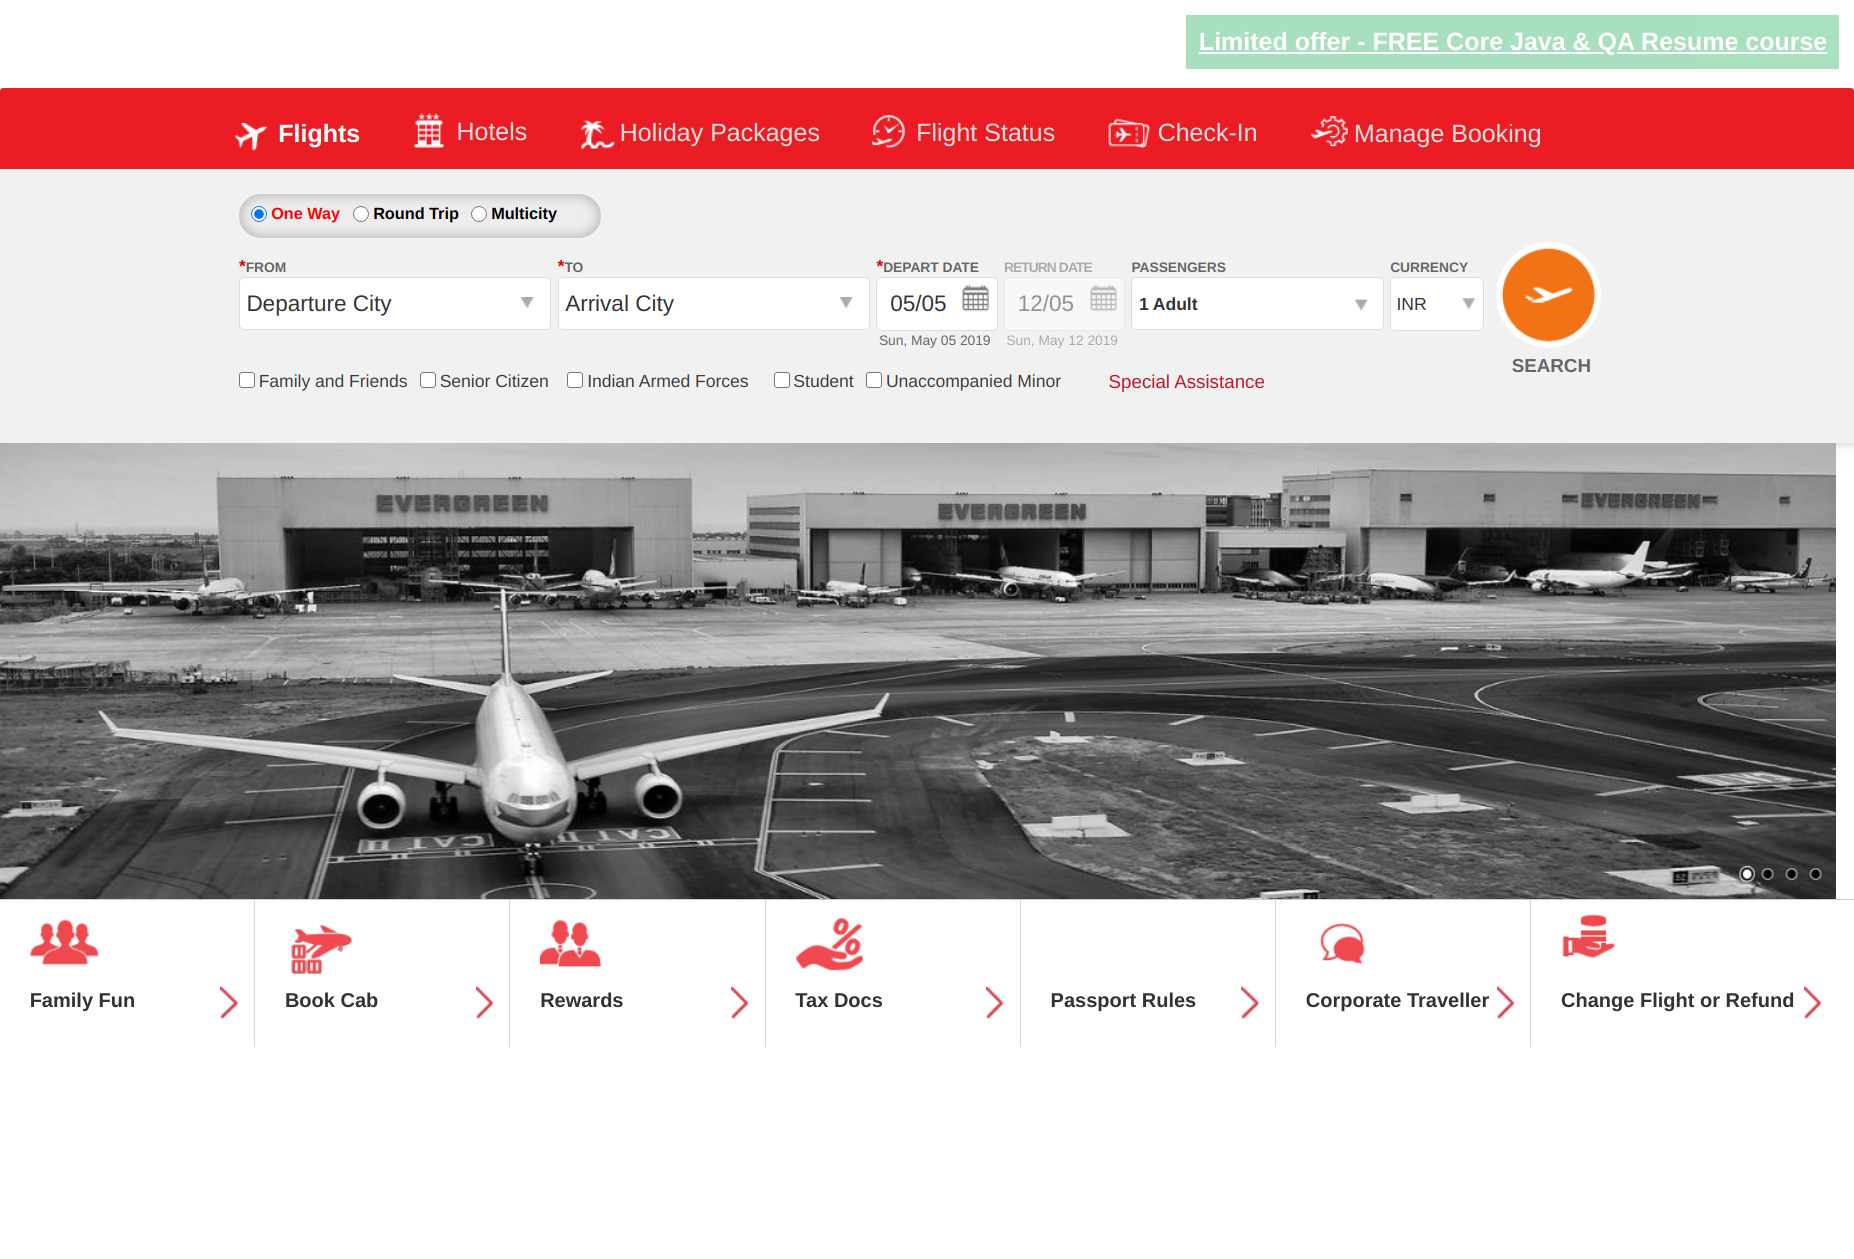 Limited offer - FREE Core Java & QA Resume course
Flights Hotels Holiday Packages Flight Status Check-In Manage Booking
One Way Round Trip Multicity
*FROM *TO *DEPART DATE RETURN DATE PASSENGERS CURRENCY
Departure City Arrival City 05/05 12/05 1 Adult INR
Sun, May 05 2019 Sun, May 12 2019
SEARCH
Family and Friends Senior Citizen Indian Armed Forces Student Unaccompanied Minor Special Assistance
EVERGREEN EVERGREEN EVERGREEN
CAT II CAT II
Family Fun Book Cab Rewards Tax Docs Passport Rules Corporate Traveller Change Flight or Refund